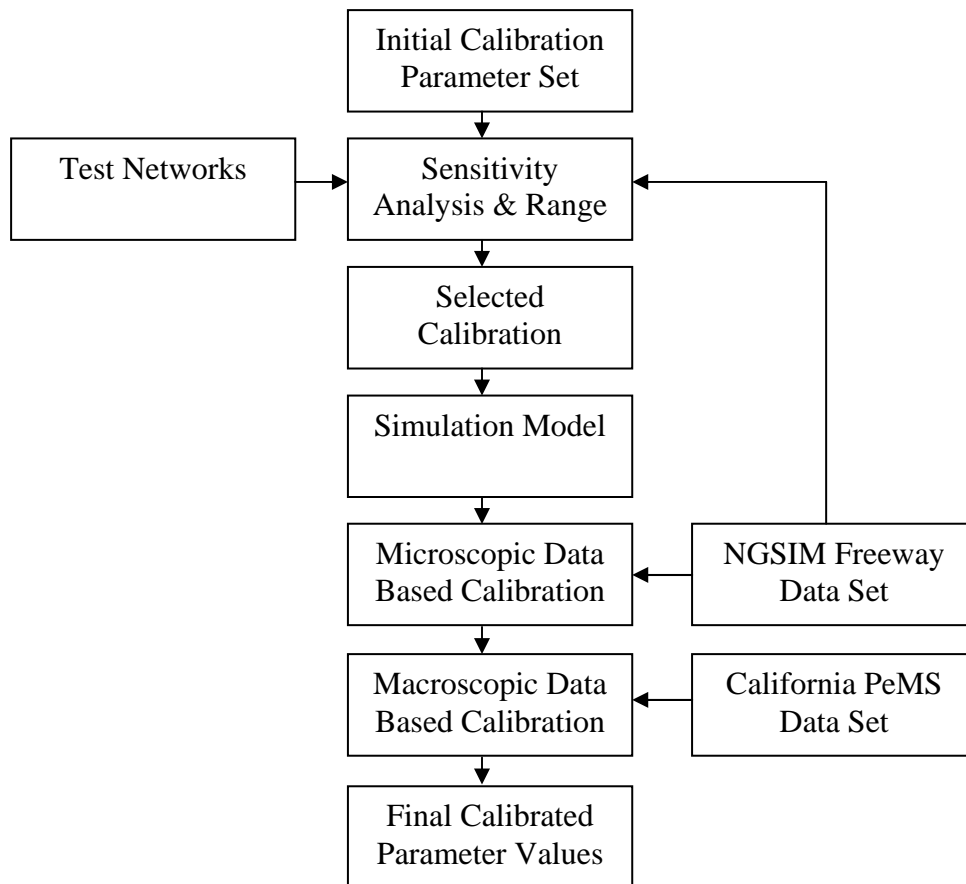 Initial Calibration
Parameter Set
Test Networks
Sensitivity
Analysis & Range
Selected
Calibration
Simulation Model
Microscopic Data
Based Calibration
NGSIM Freeway
Data Set
Macroscopic Data
Based Calibration
California PeMS
Data Set
Final Calibrated
Parameter Values